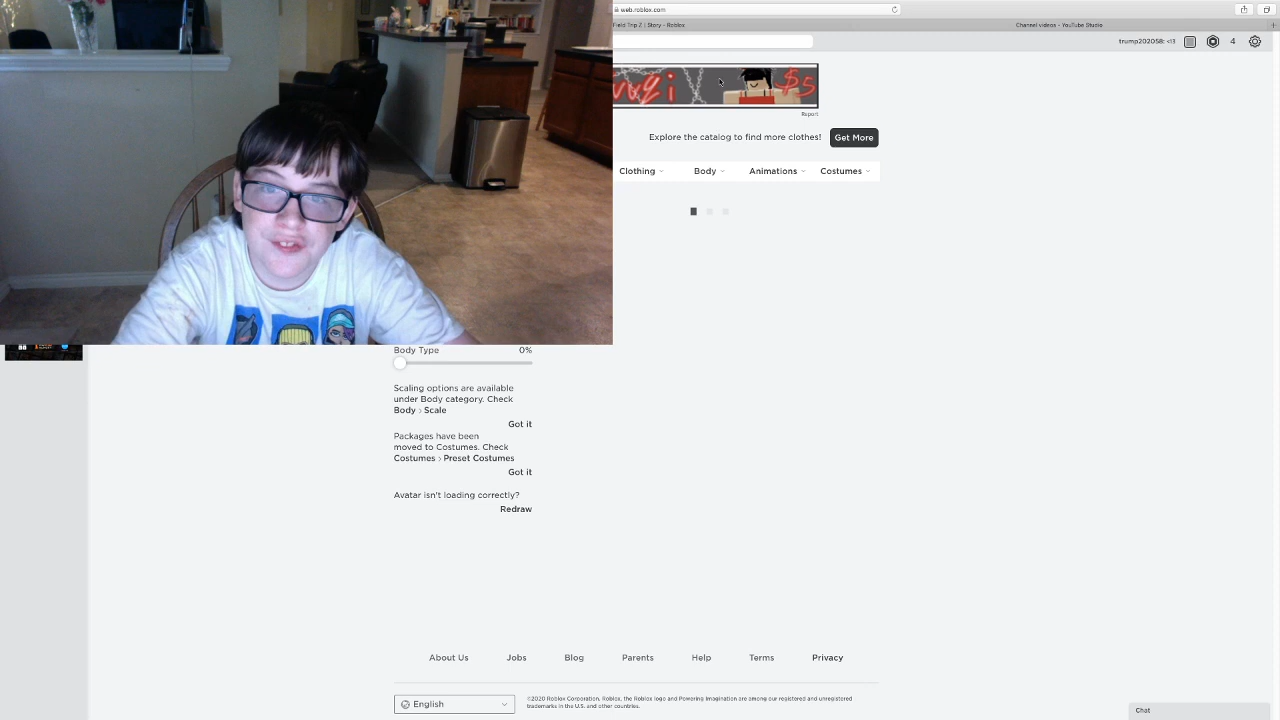 web.roblox.com
Field Trip Z | Story - Roblox
Channel videos - YouTube Studio
trump202058: <13
4
$5
Report
Explore the catalog to find more clothes!
Get More
Clothing
Body
Animations
Costumes
Body Type 0%
Scaling options are available
under Body category. Check
Body › Scale
Got it
Packages have been
moved to Costumes. Check
Costumes › Preset Costumes
Got it
Avatar isn't loading correctly?
Redraw
About Us
Jobs
Blog
Parents
Help
Terms
Privacy
English
©2020 Roblox Corporation. Roblox, the Roblox logo and Powering Imagination are among our registered and unregistered
trademarks in the U.S. and other countries.
Chat